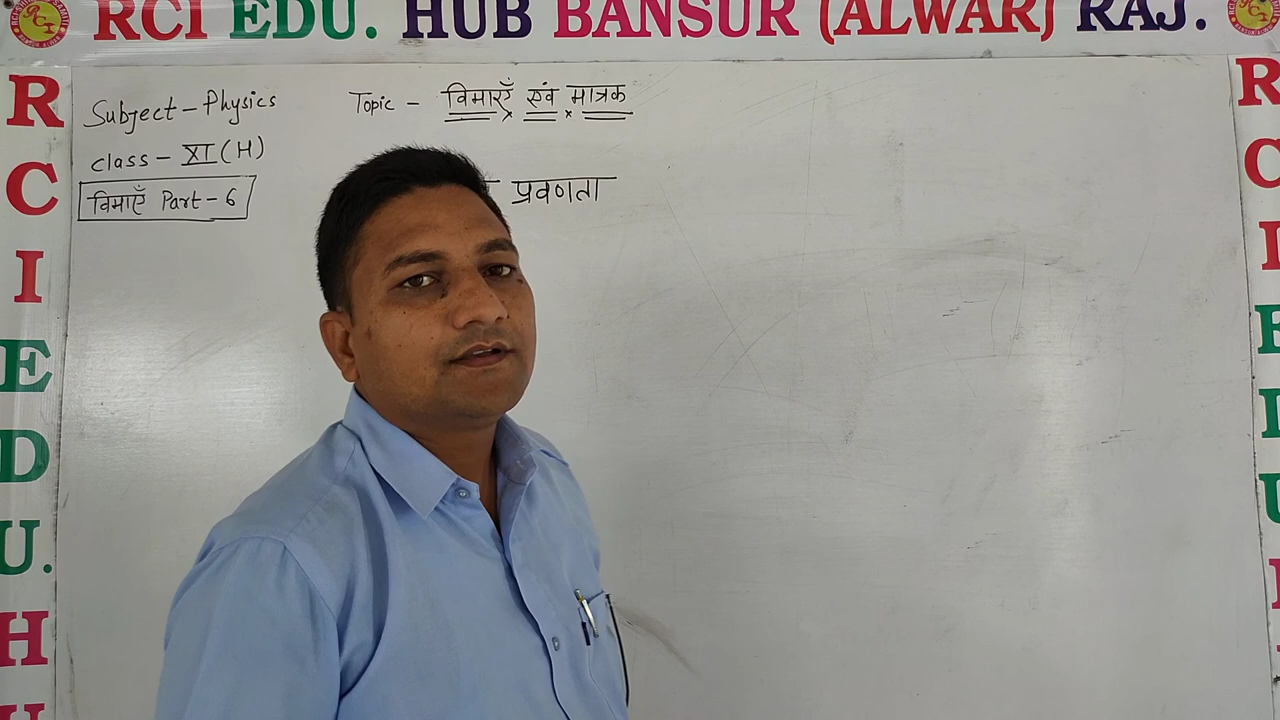 RCI EDU. HUB BANSUR (ALWAR) RAJ.
Subject - Physics
Topic - विमाएँ एवं मात्रक
class - XI (H)
विमाएँ Part - 6
प्रवणता
R
C
I
E
D
U.
H
U
R
C
I
E
D
U